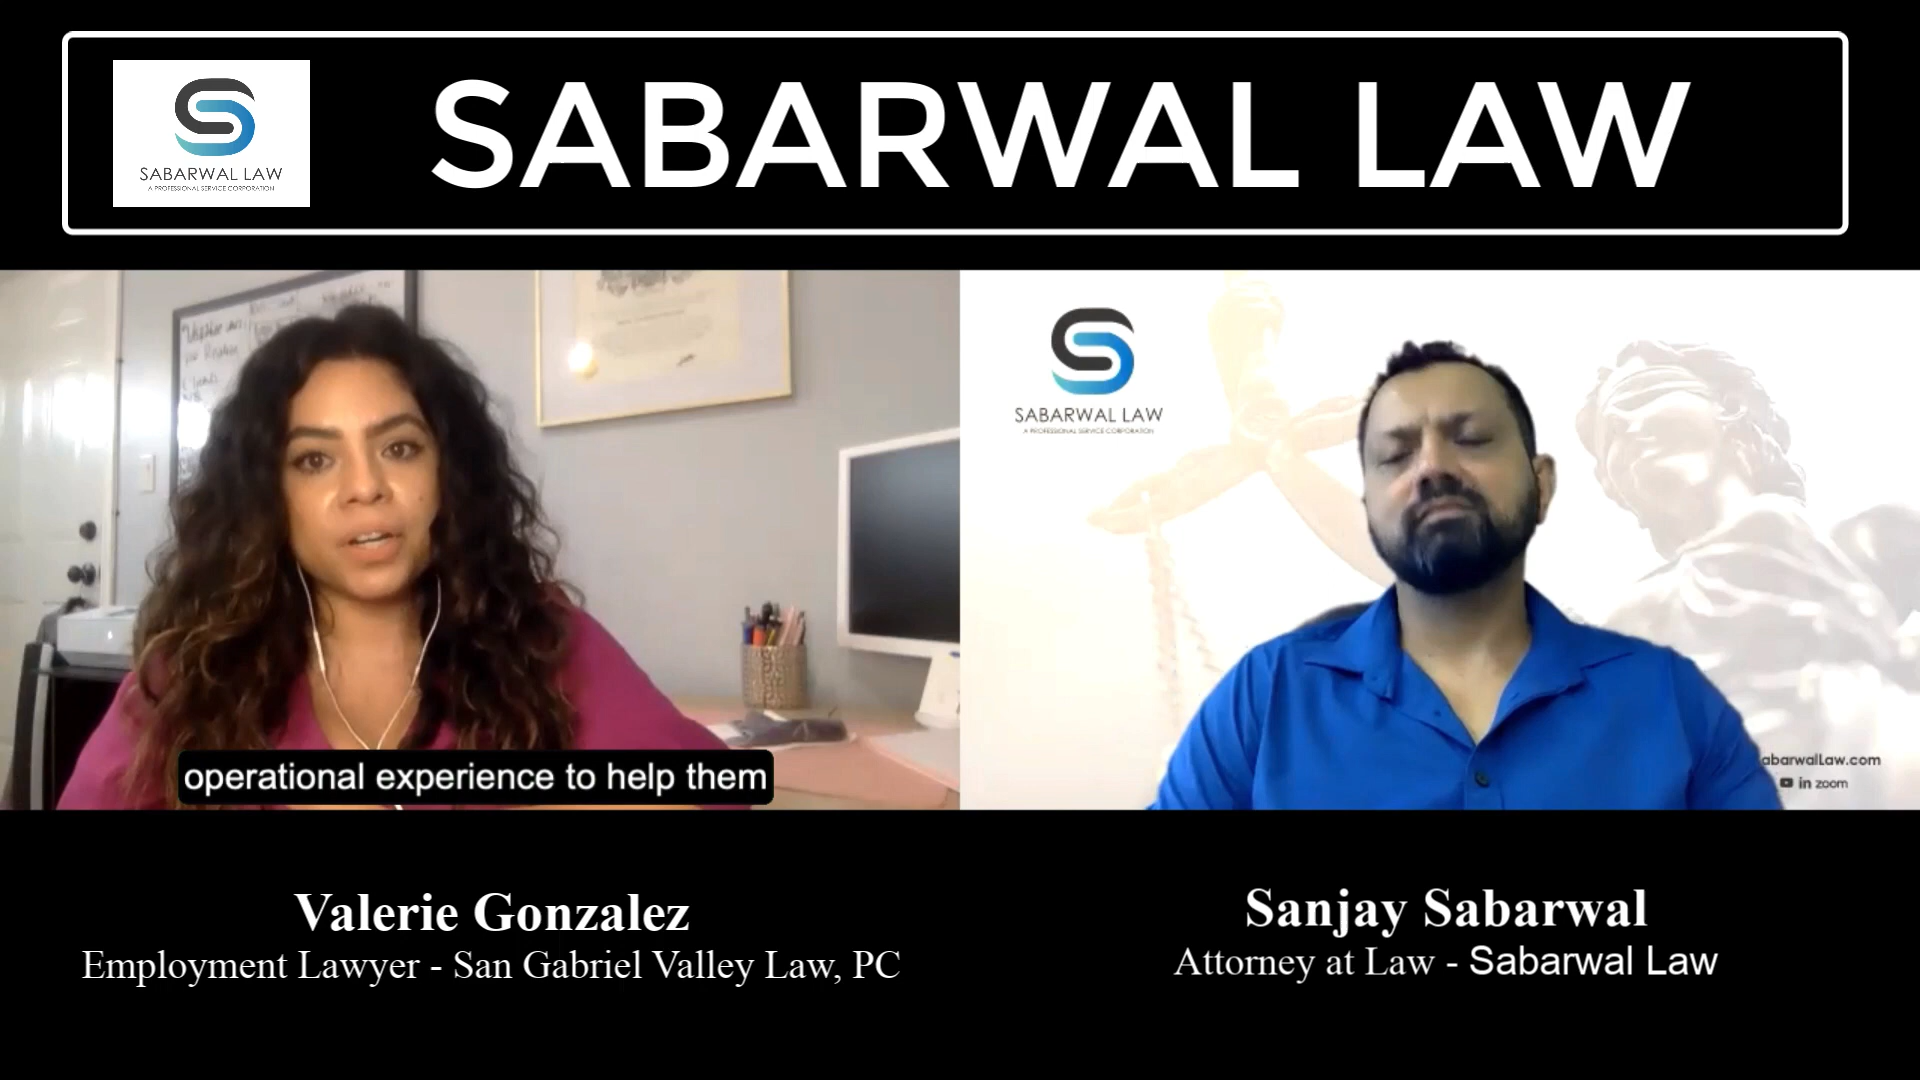 SABARWAL LAW
A PROFESSIONAL SERVICE CORPORATION
SABARWAL LAW
SABARWAL LAW
A PROFESSIONAL SERVICE CORPORATION
operational experience to help them
abarwalLaw.com
in zoom
Valerie Gonzalez
Employment Lawyer - San Gabriel Valley Law, PC
Sanjay Sabarwal
Attorney at Law - Sabarwal Law